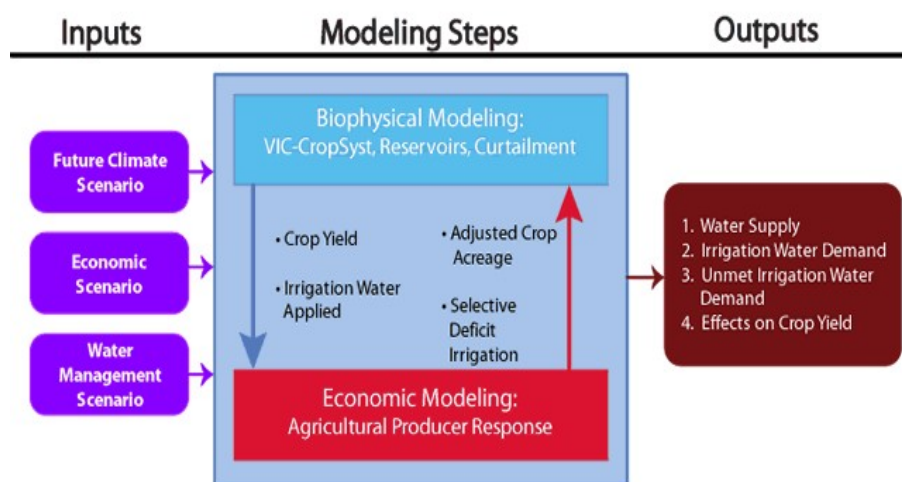 Inputs
Modeling Steps
Outputs
Future Climate
Scenario
Economic
Scenario
Water
Management
Scenario
Biophysical Modeling:
VIC-CropSyst, Reservoirs, Curtailment
• Crop Yield
• Irrigation Water
Applied
• Adjusted Crop
Acreage
• Selective
Deficit
Irrigation
Economic Modeling:
Agricultural Producer Response
1. Water Supply
2. Irrigation Water Demand
3. Unmet Irrigation Water
Demand
4. Effects on Crop Yield